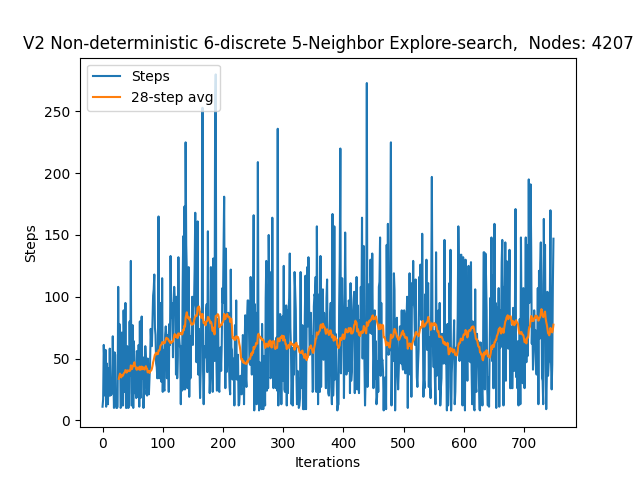 V2 Non-deterministic 6-discrete 5-Neighbor Explore-search,  Nodes: 4207
Steps
28-step avg
250
200
150
100
50
0
Steps
0 100 200 300 400 500 600 700
Iterations